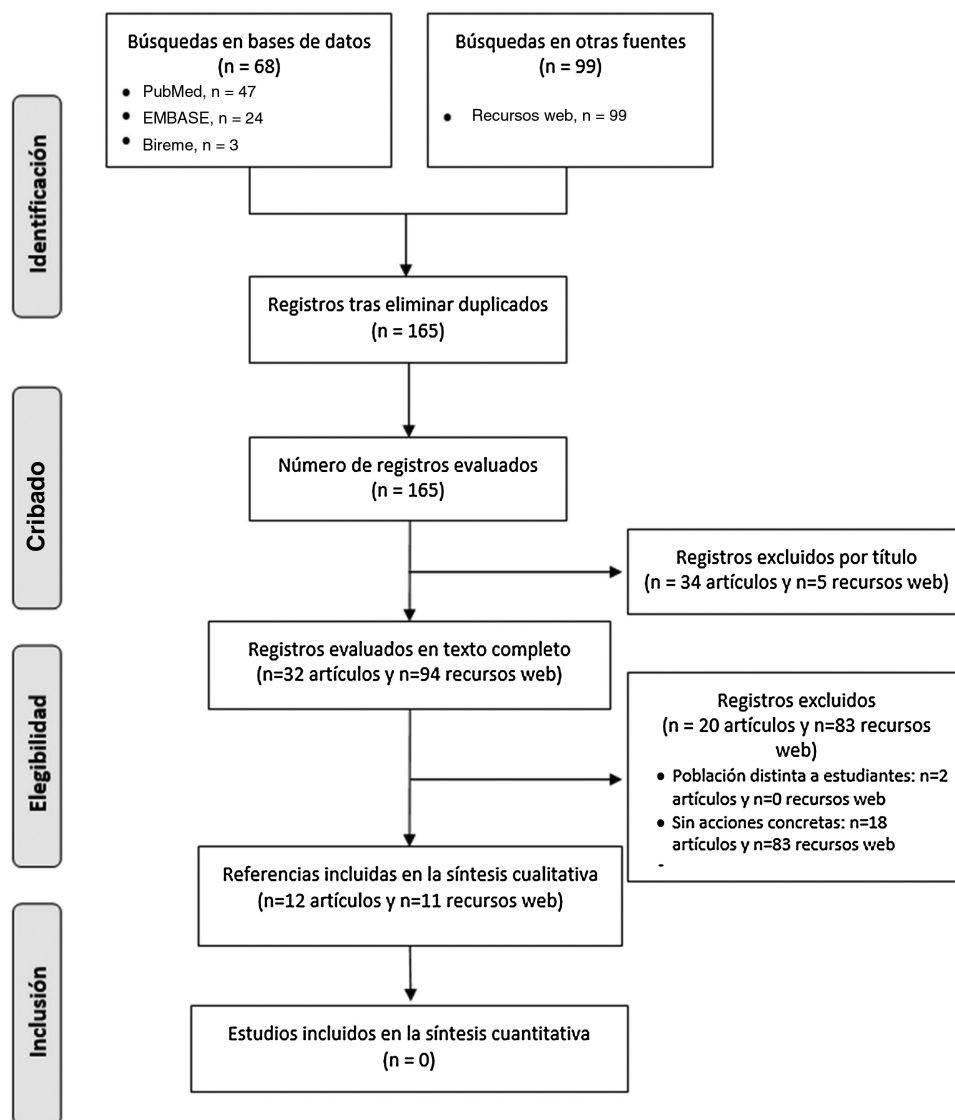 Búsquedas en bases de datos
(n = 68)
• PubMed, n = 47
• EMBASE, n = 24
• Bireme, n = 3
Búsquedas en otras fuentes
(n = 99)
• Recursos web, n = 99
Identificación
Registros tras eliminar duplicados
(n = 165)
Cribado
Número de registros evaluados
(n = 165)
Registros excluidos por título
(n = 34 artículos y n=5 recursos web)
Elegibilidad
Registros evaluados en texto completo
(n=32 artículos y n=94 recursos web)
Registros excluidos
(n = 20 artículos y n=83 recursos
web)
• Población distinta a estudiantes: n=2
artículos y n=0 recursos web
• Sin acciones concretas: n=18
artículos y n=83 recursos web
-
Referencias incluidas en la síntesis cualitativa
(n=12 artículos y n=11 recursos web)
Inclusión
Estudios incluidos en la síntesis cuantitativa
(n = 0)